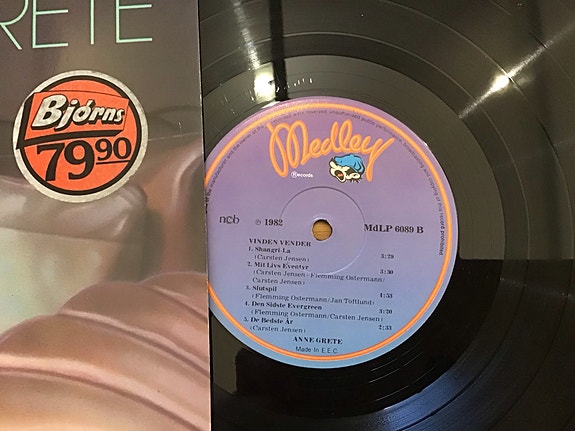 RETE
Bjórns
79.90
Medley
Records
ncb
℗ 1982
MdLP 6089 B
VINDEN VENDER
1. Shangri-La 3:29
(Carsten Jensen)
2. Mit Livs Eventyr 3:30
(Carsten Jensen - Flemming Ostermann/
Carsten Jensen)
3. Slutspil 4:53
(Flemming Ostermann/Jan Toftlund)
4. Den Sidste Evergreen 3:20
(Flemming Ostermann/Carsten Jensen)
5. De Bedste År 2:33
(Carsten Jensen)
ANNE GRETE
Made In E.E.C.